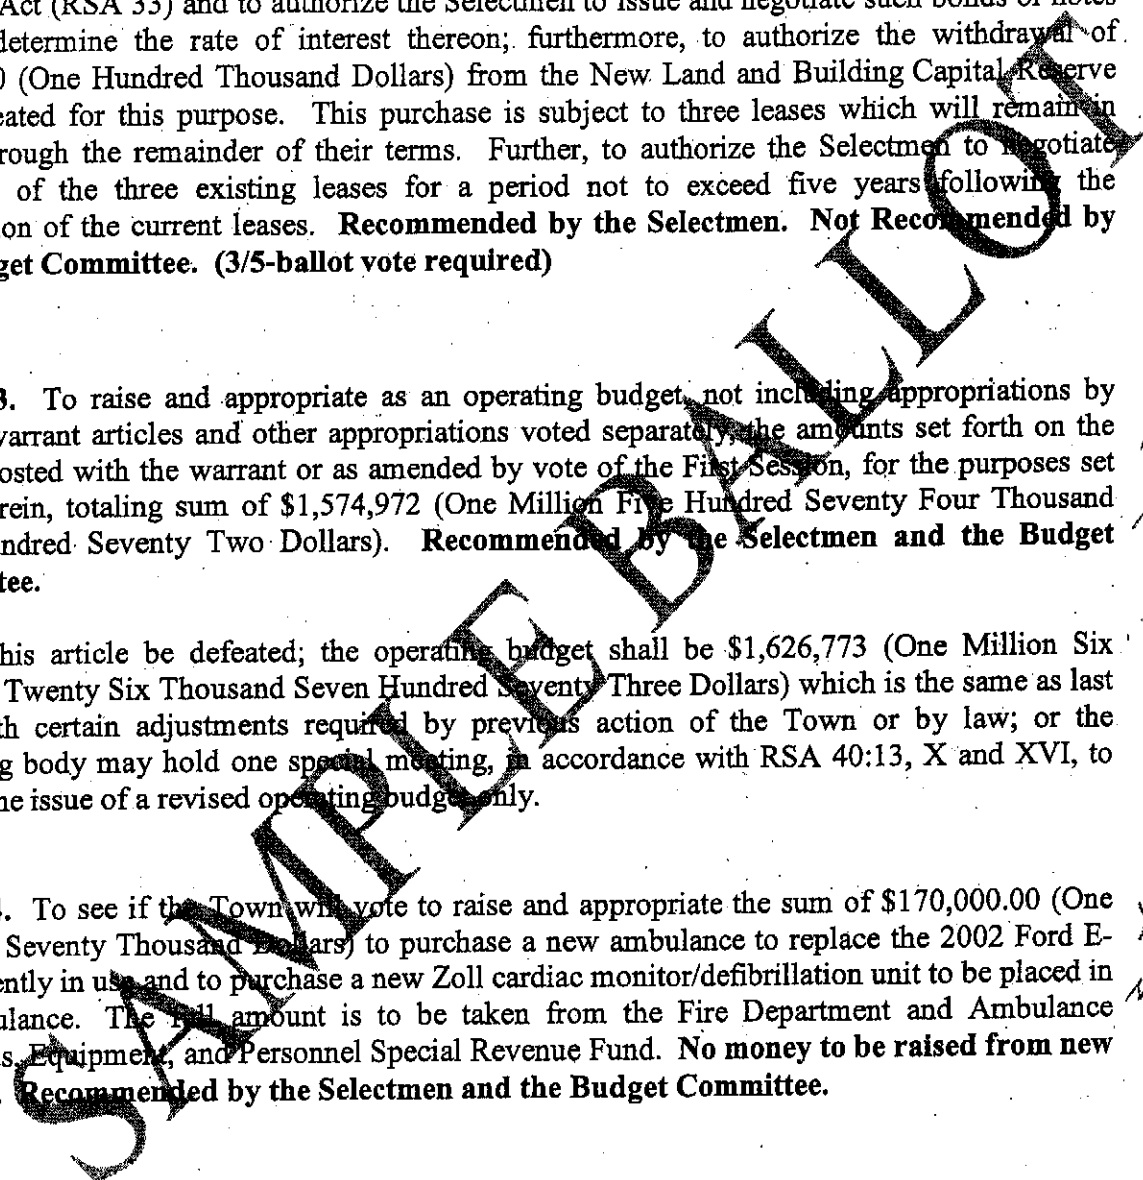 Act (RSA 33) and to authorize the Selectmen to issue and negotiate such bonds or notes
determine the rate of interest thereon; furthermore, to authorize the withdrawal of
0 (One Hundred Thousand Dollars) from the New Land and Building Capital Reserve
eated for this purpose. This purchase is subject to three leases which will remain in
rough the remainder of their terms. Further, to authorize the Selectmen to negotiate
of the three existing leases for a period not to exceed five years following the
on of the current leases. Recommended by the Selectmen. Not Recommended by
get Committee. (3/5-ballot vote required)
3. To raise and appropriate as an operating budget, not including appropriations by
warrant articles and other appropriations voted separately, the amounts set forth on the
osted with the warrant or as amended by vote of the First Session, for the purposes set
rein, totaling sum of $1,574,972 (One Million Five Hundred Seventy Four Thousand
ndred Seventy Two Dollars). Recommended by the Selectmen and the Budget
tee.
his article be defeated; the operating budget shall be $1,626,773 (One Million Six
Twenty Six Thousand Seven Hundred Seventy Three Dollars) which is the same as last
th certain adjustments required by previous action of the Town or by law; or the
g body may hold one special meeting, in accordance with RSA 40:13, X and XVI, to
he issue of a revised operating budget only.
. To see if the Town will vote to raise and appropriate the sum of $170,000.00 (One
Seventy Thousand Dollars) to purchase a new ambulance to replace the 2002 Ford E-
ently in use and to purchase a new Zoll cardiac monitor/defibrillation unit to be placed in
ulance. The full amount is to be taken from the Fire Department and Ambulance
s, Equipment, and Personnel Special Revenue Fund. No money to be raised from new
. Recommended by the Selectmen and the Budget Committee.
SAMPLE BALLOT